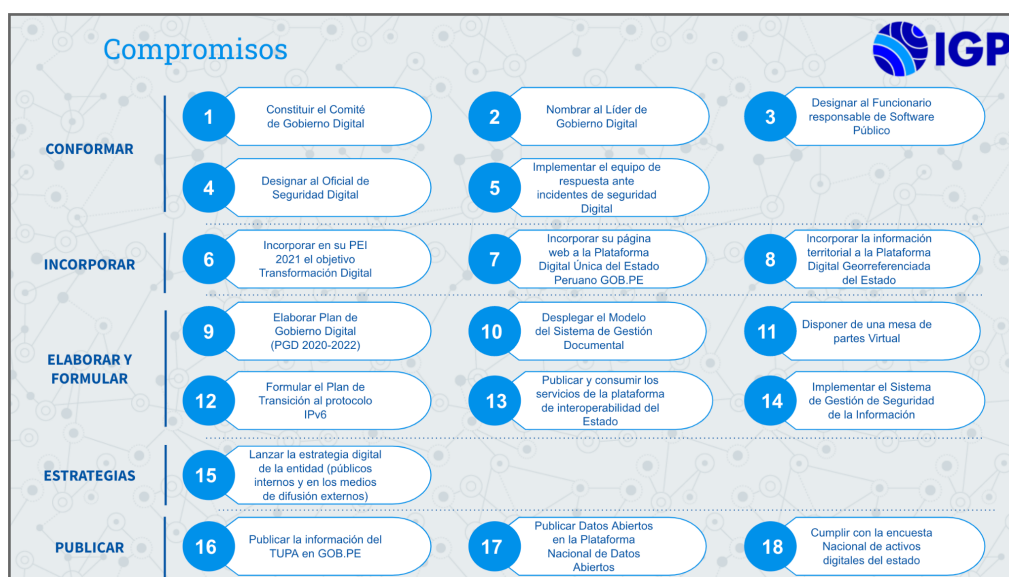 Compromisos
IGP
CONFORMAR
1
Constituir el Comité
de Gobierno Digital
2
Nombrar al Líder de
Gobierno Digital
3
Designar al Funcionario
responsable de Software
Público
4
Designar al Oficial de
Seguridad Digital
5
Implementar el equipo de
respuesta ante
incidentes de seguridad
Digital
INCORPORAR
6
Incorporar en su PEI
2021 el objetivo
Transformación Digital
7
Incorporar su página
web a la Plataforma
Digital Única del Estado
Peruano GOB.PE
8
Incorporar la información
territorial a la Plataforma
Digital Georreferenciada
del Estado
ELABORAR Y
FORMULAR
9
Elaborar Plan de
Gobierno Digital
(PGD 2020-2022)
10
Desplegar el Modelo
del Sistema de Gestión
Documental
11
Disponer de una mesa de
partes Virtual
12
Formular el Plan de
Transición al protocolo
IPv6
13
Publicar y consumir los
servicios de la plataforma
de interoperabilidad del
Estado
14
Implementar el Sistema
de Gestión de Seguridad
de la Información
ESTRATEGIAS
15
Lanzar la estrategia digital
de la entidad (públicos
internos y en los medios
de difusión externos)
PUBLICAR
16
Publicar la información del
TUPA en GOB.PE
17
Publicar Datos Abiertos
en la Plataforma
Nacional de Datos
Abiertos
18
Cumplir con la encuesta
Nacional de activos
digitales del estado